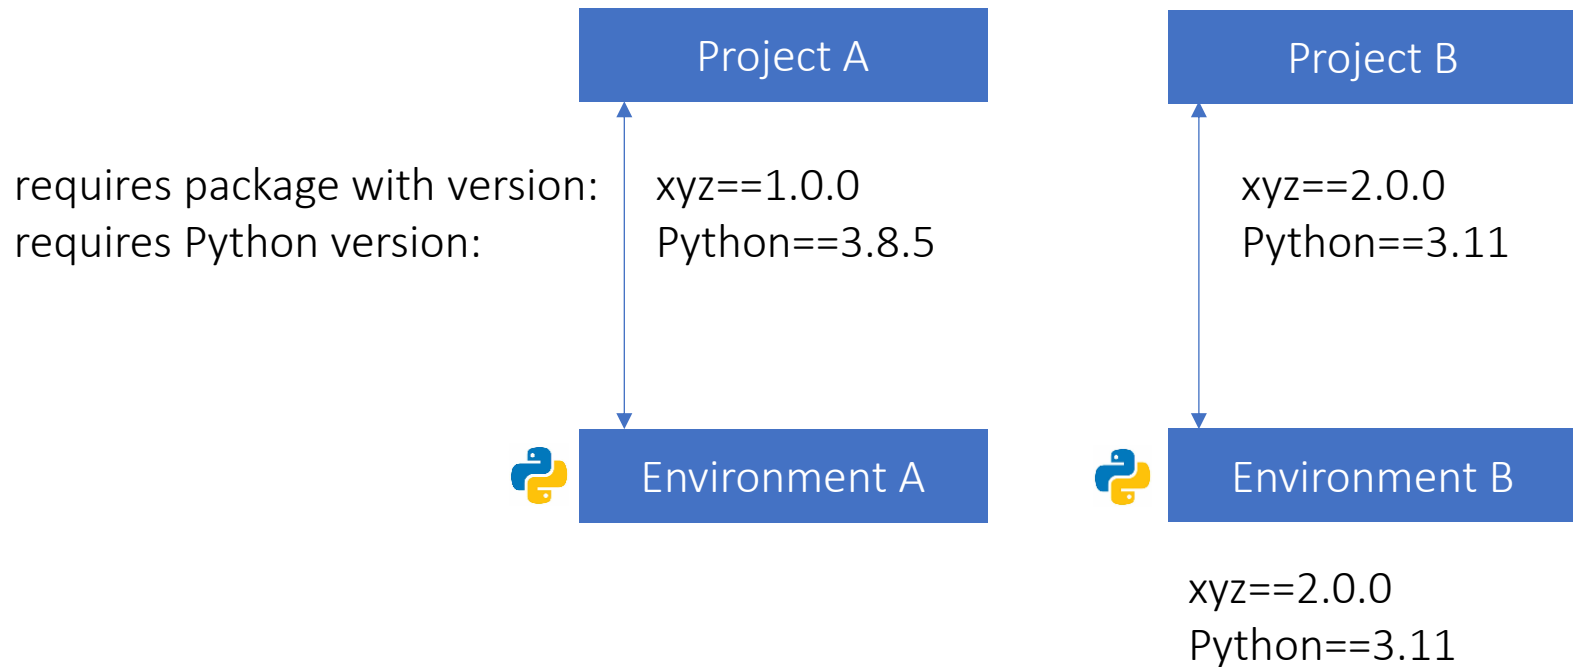 Project A
Project B
requires package with version: xyz==1.0.0 xyz==2.0.0
requires Python version: Python==3.8.5 Python==3.11
Environment A
Environment B
xyz==2.0.0
Python==3.11